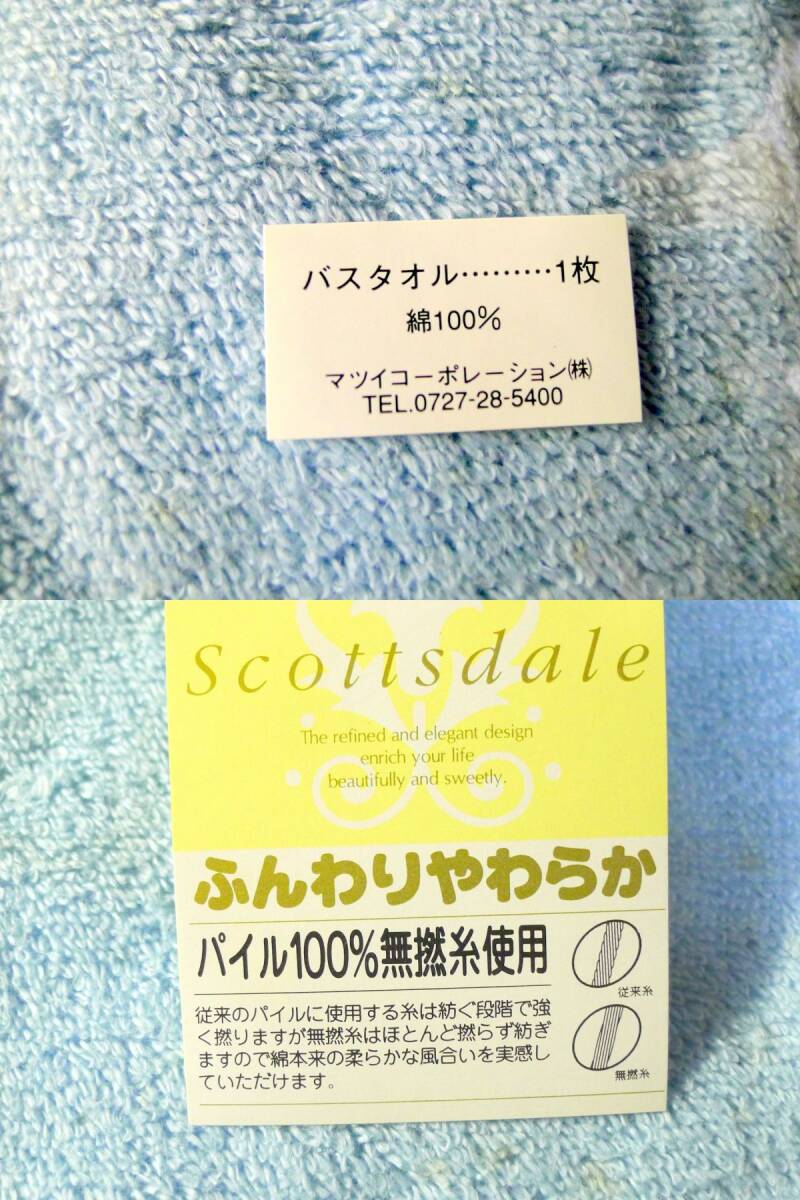 バスタオル………1枚
綿100%
マツイコーポレーション㈱
TEL.0727-28-5400
Scottsdale
The refined and elegant design
enrich your life
beautifully and sweetly.
ふんわりやわらか
パイル100%無撚糸使用
従来糸
従来のパイルに使用する糸は紡ぐ段階で強
く撚りますが無撚糸はほとんど撚らず紡ぎ
ますので綿本来の柔らかな風合いを実感し
ていただけます。
無撚糸